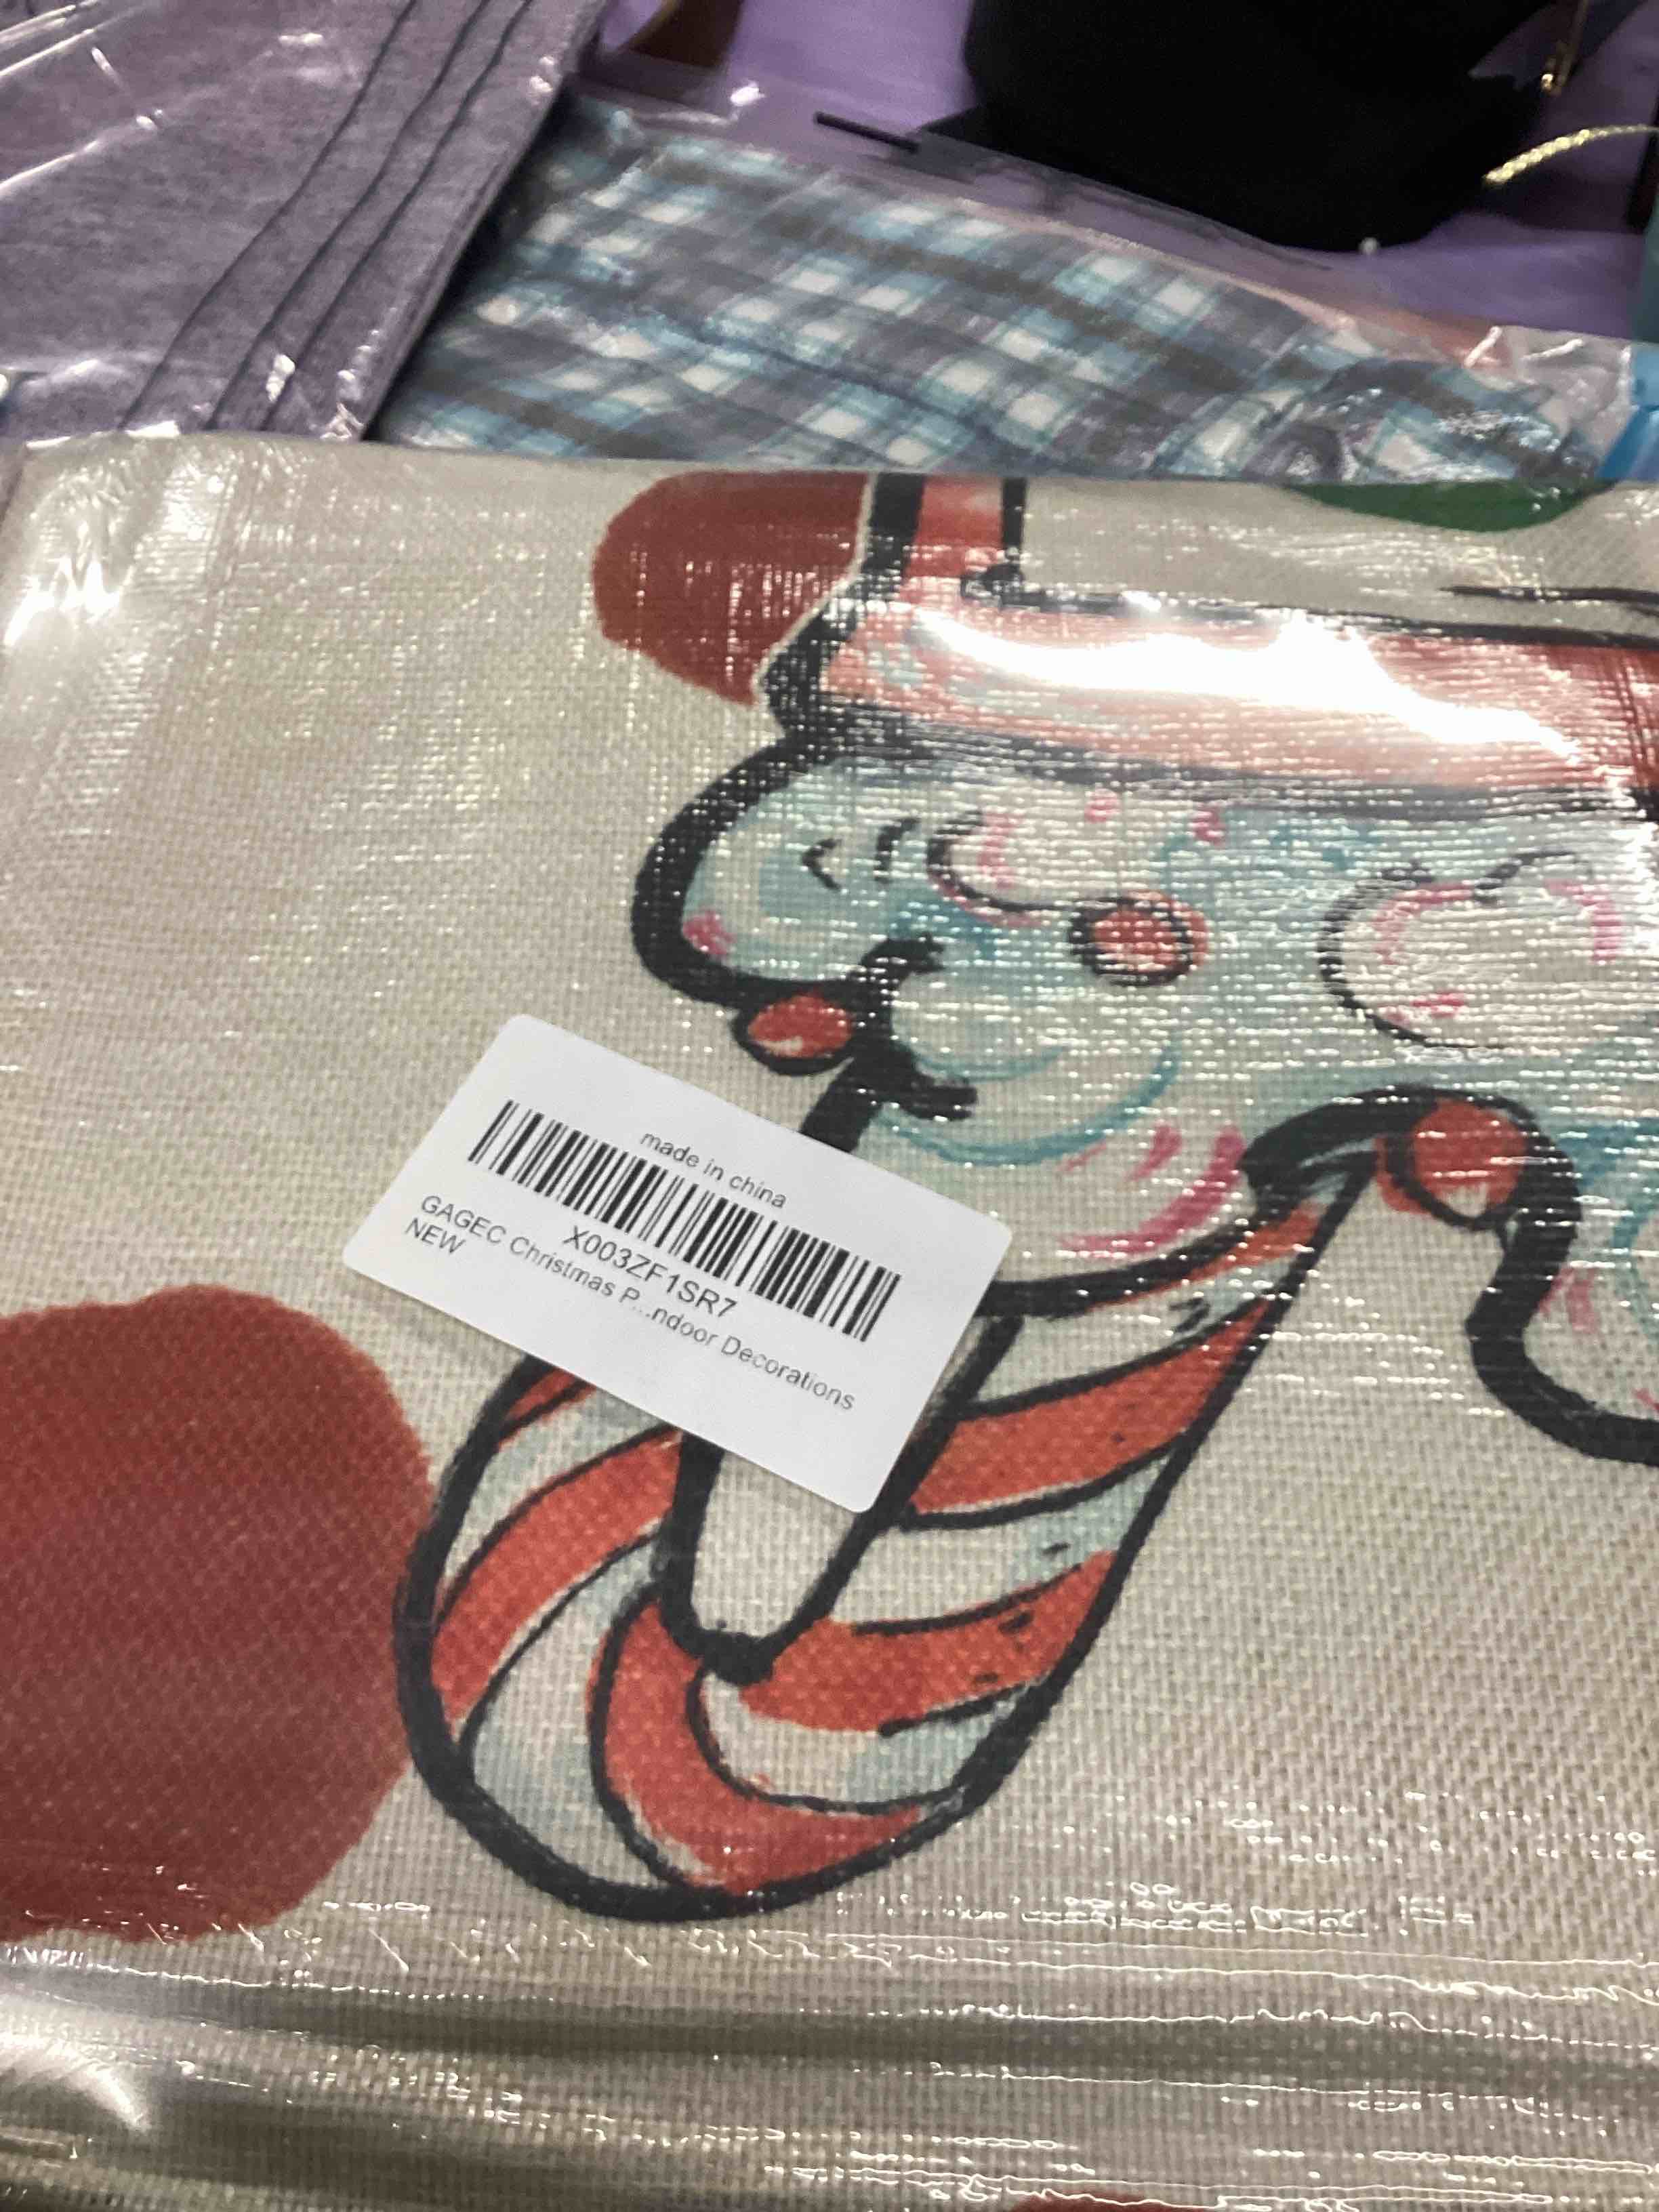 made in china
X003ZF1SR7
GAGEC Christmas P...ndoor Decorations
NEW